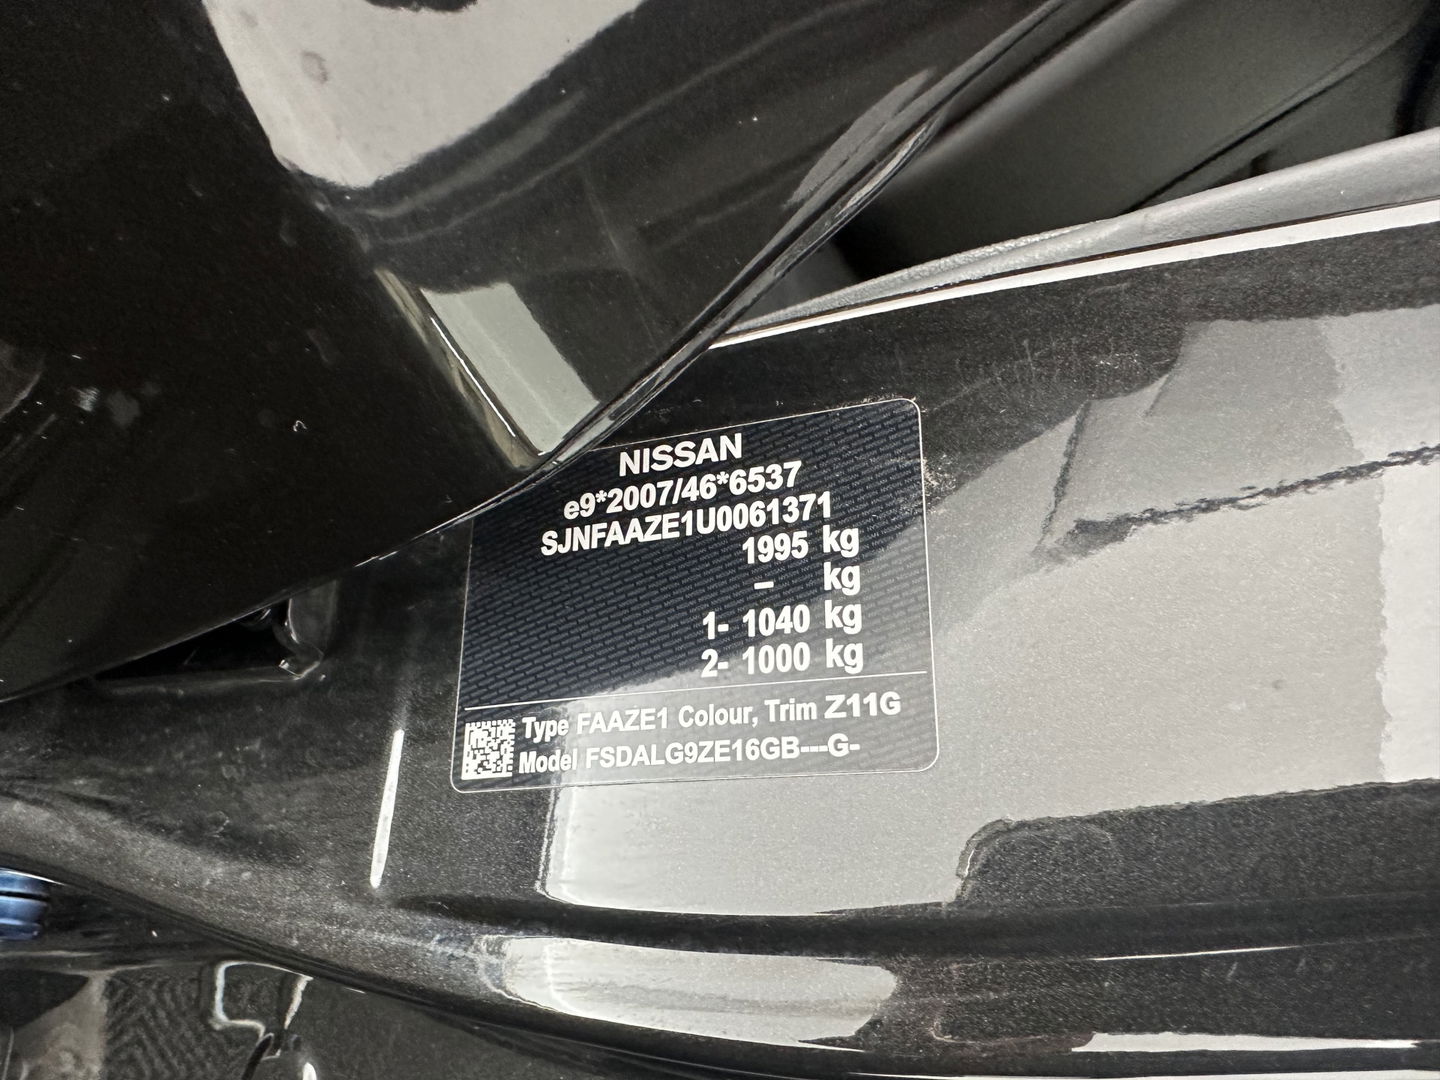 NISSAN
e9*2007/46*6537
SJNFAAZE1U0061371
1995 kg
– kg
1- 1040 kg
2- 1000 kg
Type FAAZE1 Colour, Trim Z11G
Model FSDALG9ZE16GB---G-